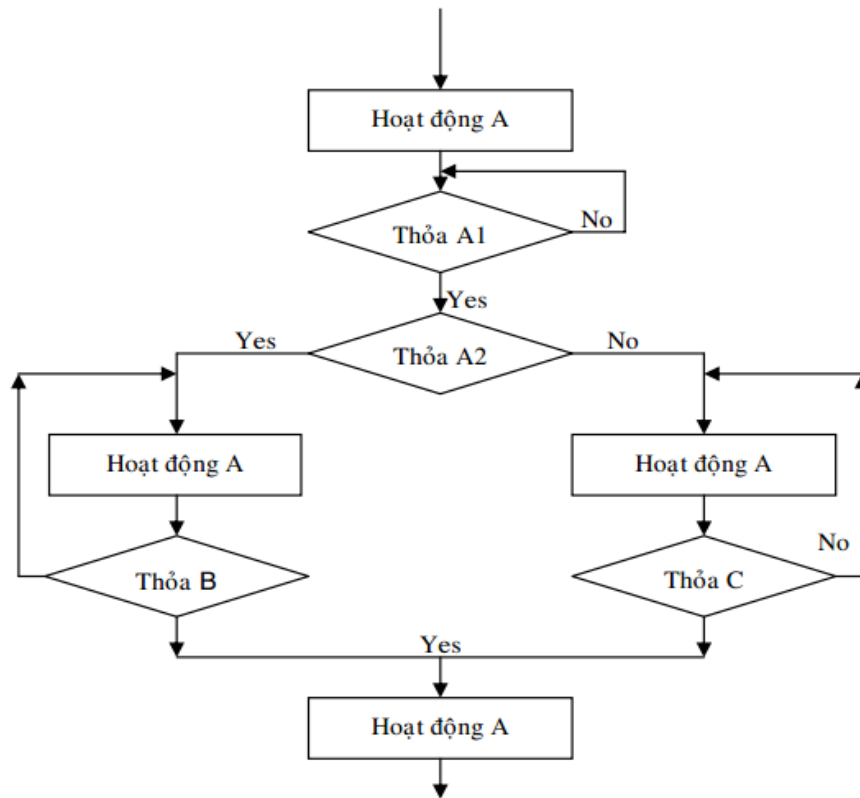 Hoạt động A
Thỏa A1
No
Yes
Yes
Thỏa A2
No
Hoạt động A
Hoạt động A
Thỏa B
Thỏa C
No
Yes
Hoạt động A